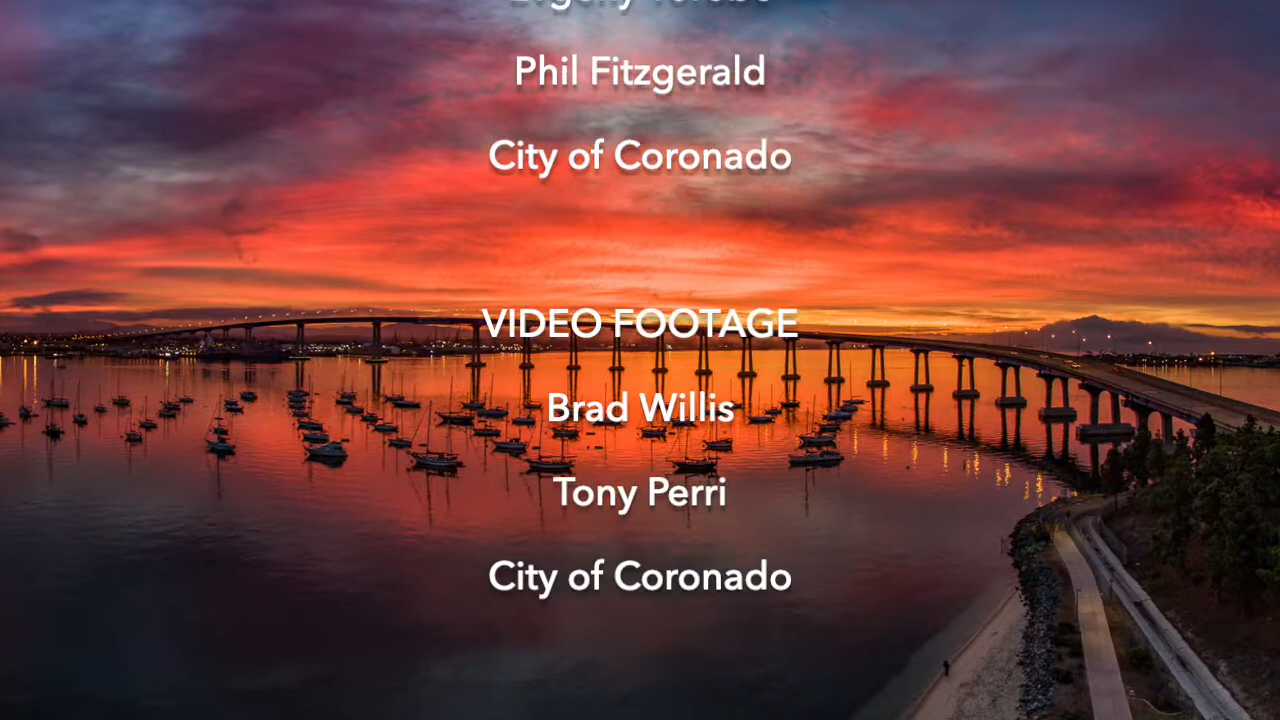 Phil Fitzgerald
City of Coronado
VIDEO FOOTAGE
Brad Willis
Tony Perri
City of Coronado